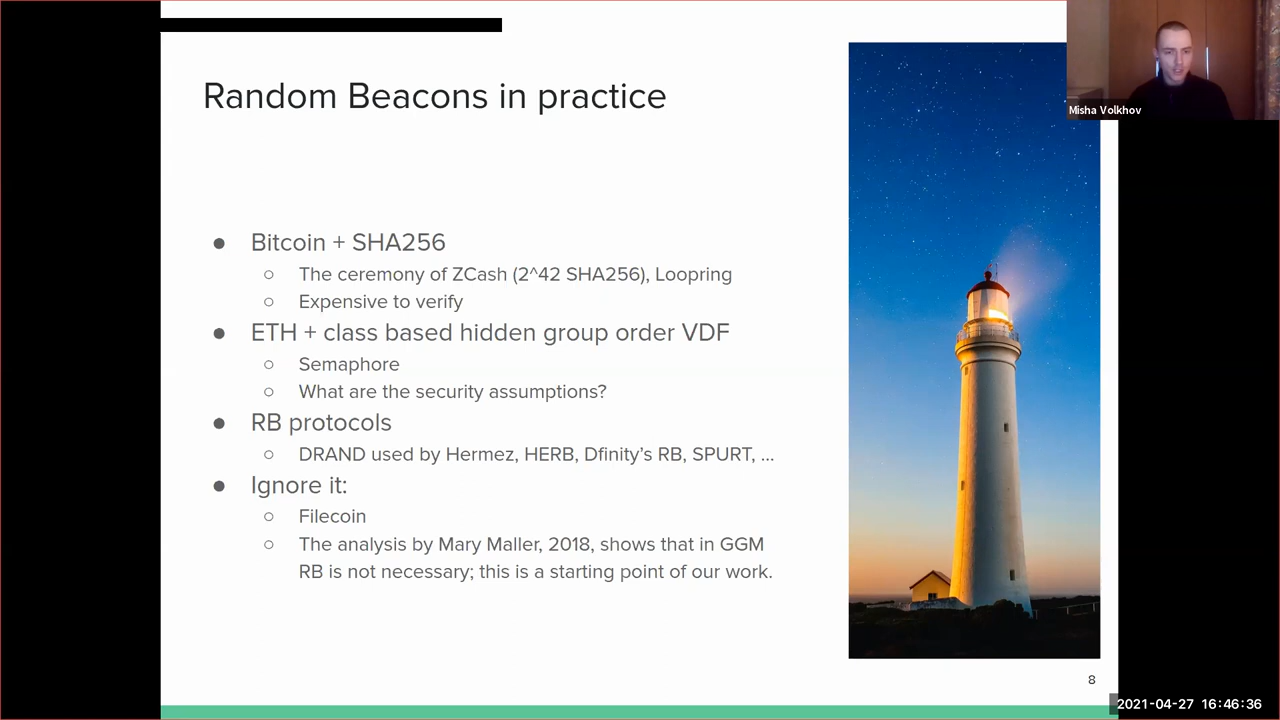 Random Beacons in practice
Misha Volkhov
● Bitcoin + SHA256
○ The ceremony of ZCash (2^42 SHA256), Loopring
○ Expensive to verify
● ETH + class based hidden group order VDF
○ Semaphore
○ What are the security assumptions?
● RB protocols
○ DRAND used by Hermez, HERB, Dfinity’s RB, SPURT, ...
● Ignore it:
○ Filecoin
○ The analysis by Mary Maller, 2018, shows that in GGM
RB is not necessary; this is a starting point of our work.
8
2021-04-27 16:46:36